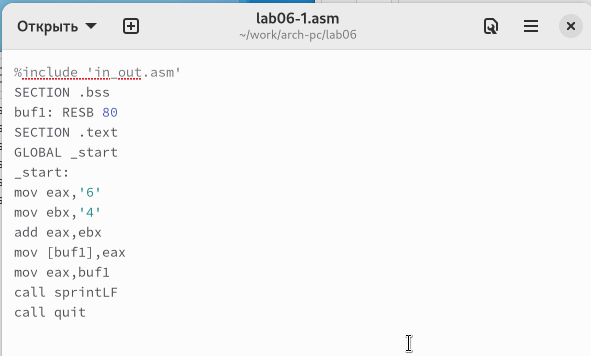 Открыть
lab06-1.asm
~/work/arch-pc/lab06
%include 'in_out.asm'
SECTION .bss
buf1: RESB 80
SECTION .text
GLOBAL _start
_start:
mov eax,'6'
mov ebx,'4'
add eax,ebx
mov [buf1],eax
mov eax,buf1
call sprintLF
call quit